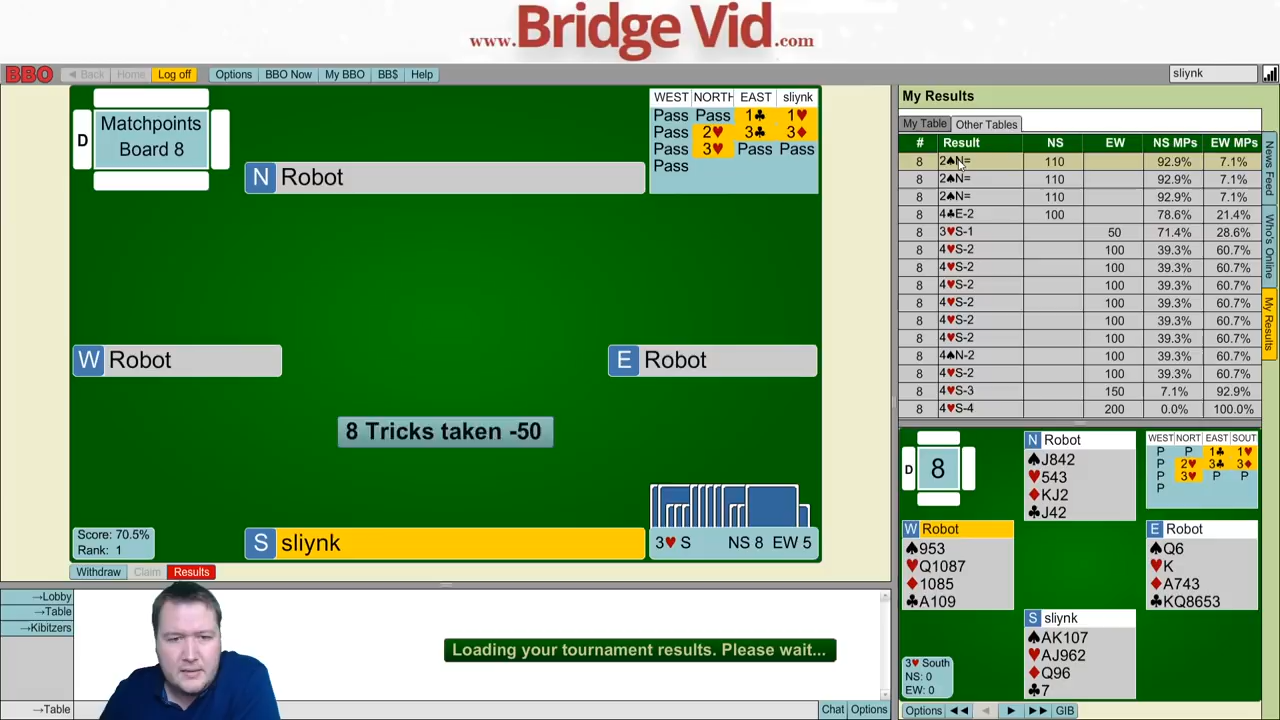 www.Bridge Vid.com
BBO ◄ Back Home Log off Options BBO Now My BBO BB$ Help sliynk
D
Matchpoints
Board 8
WEST NORTH EAST sliynk
Pass Pass 1♣ 1♥
Pass 2♥ 3♣ 3♦
Pass 3♥ Pass Pass
Pass
N Robot
W Robot
E Robot
8 Tricks taken -50
Score: 70.5%
Rank: 1
S sliynk
3♥ S NS 8 EW 5
Withdraw Claim Results
→Lobby
→Table
→Kibitzers
Loading your tournament results. Please wait...
→Table
Chat Options
My Results
My Table Other Tables
# Result NS EW NS MPs EW MPs
8 2♠N= 110 92.9% 7.1%
8 2♠N= 110 92.9% 7.1%
8 2♠N= 110 92.9% 7.1%
8 4♣E-2 100 78.6% 21.4%
8 3♥S-1 50 71.4% 28.6%
8 4♥S-2 100 39.3% 60.7%
8 4♥S-2 100 39.3% 60.7%
8 4♥S-2 100 39.3% 60.7%
8 4♥S-2 100 39.3% 60.7%
8 4♥S-2 100 39.3% 60.7%
8 4♥S-2 100 39.3% 60.7%
8 4♠N-2 100 39.3% 60.7%
8 4♥S-2 100 39.3% 60.7%
8 4♥S-3 150 7.1% 92.9%
8 4♥S-4 200 0.0% 100.0%
News Feed
Who's Online
My Results
D 8
N Robot
♠J842
♥543
♦KJ2
♣J42
WEST NORT EAST SOUT
P P 1♣ 1♥
P 2♥ 3♣ 3♦
P 3♥ P P
P
W Robot
♠953
♥Q1087
♦1085
♣A109
E Robot
♠Q6
♥K
♦A743
♣KQ8653
S sliynk
♠AK107
♥AJ962
♦Q96
♣7
3♥ South
NS: 0
EW: 0
Options ◄◄ ◄ ► ►► GIB